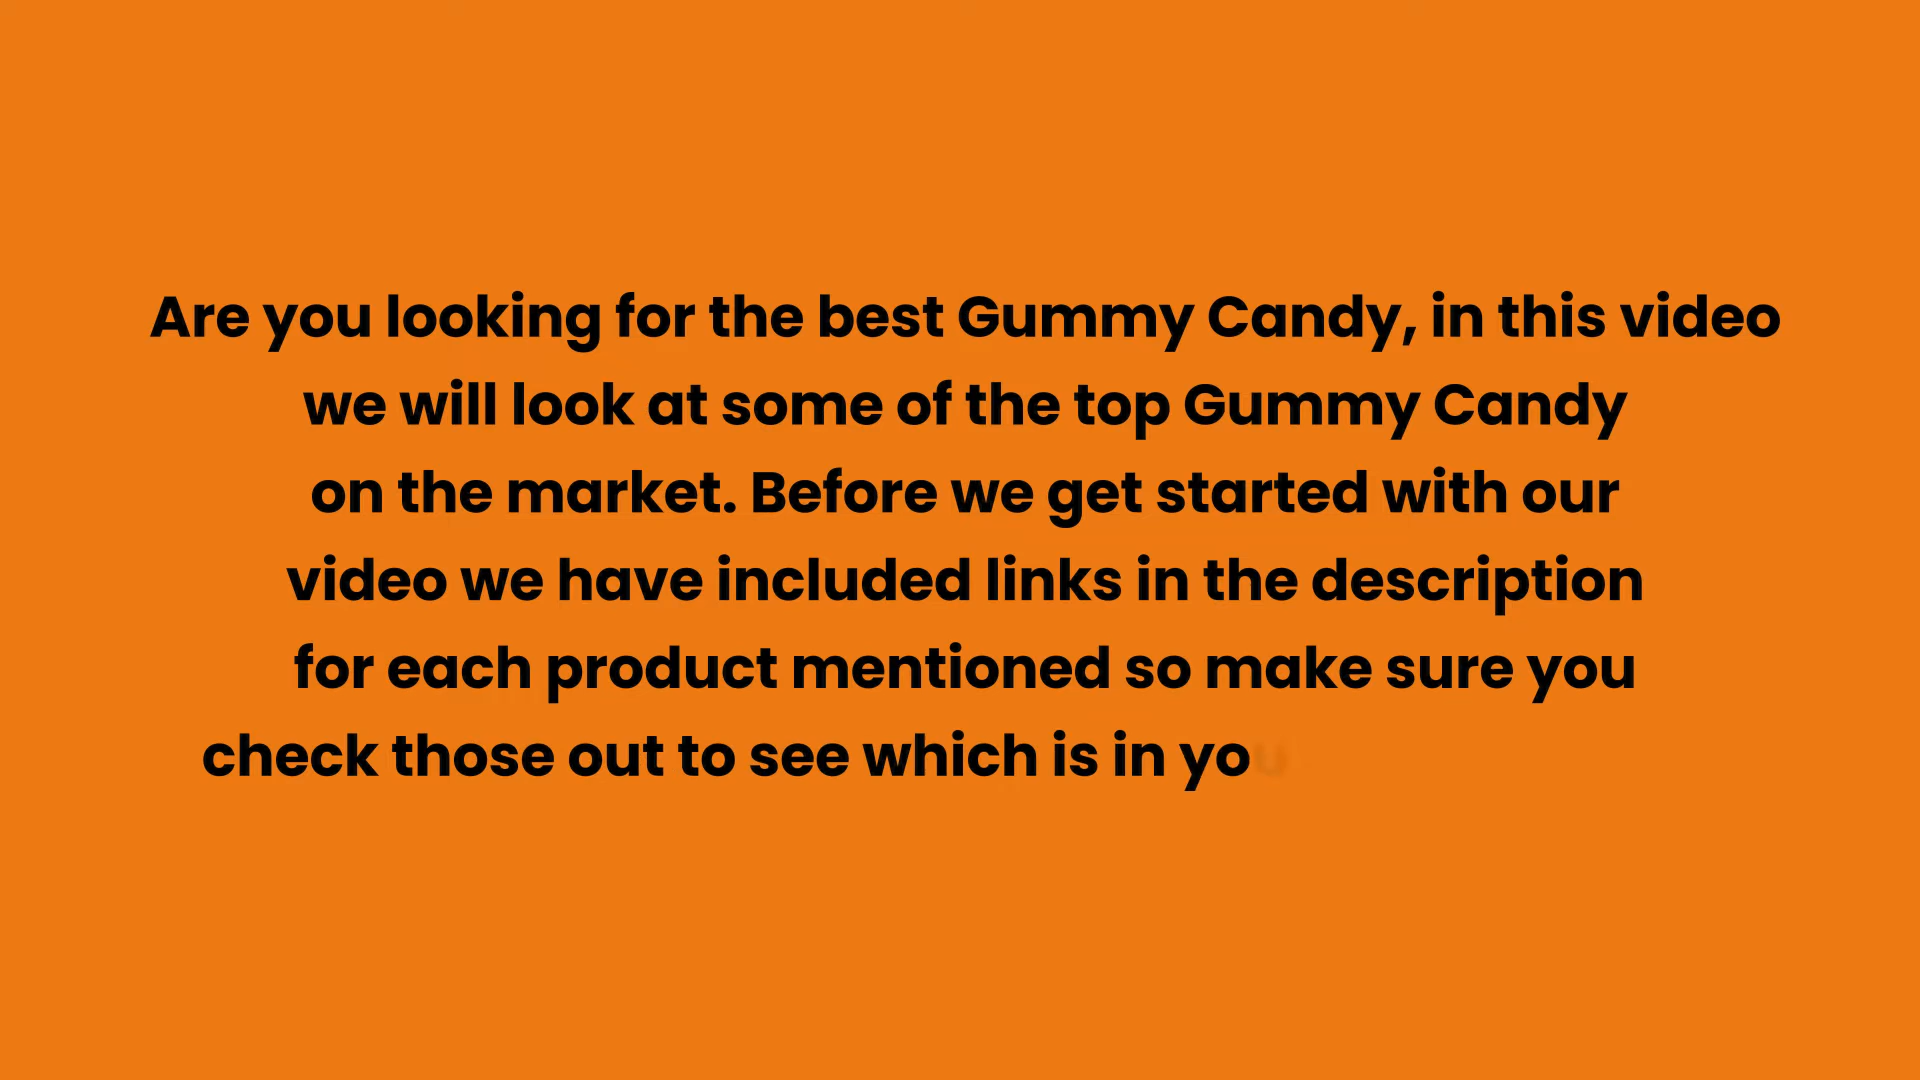 Are you looking for the best Gummy Candy, in this video
we will look at some of the top Gummy Candy
on the market. Before we get started with our
video we have included links in the description
for each product mentioned so make sure you
check those out to see which is in you